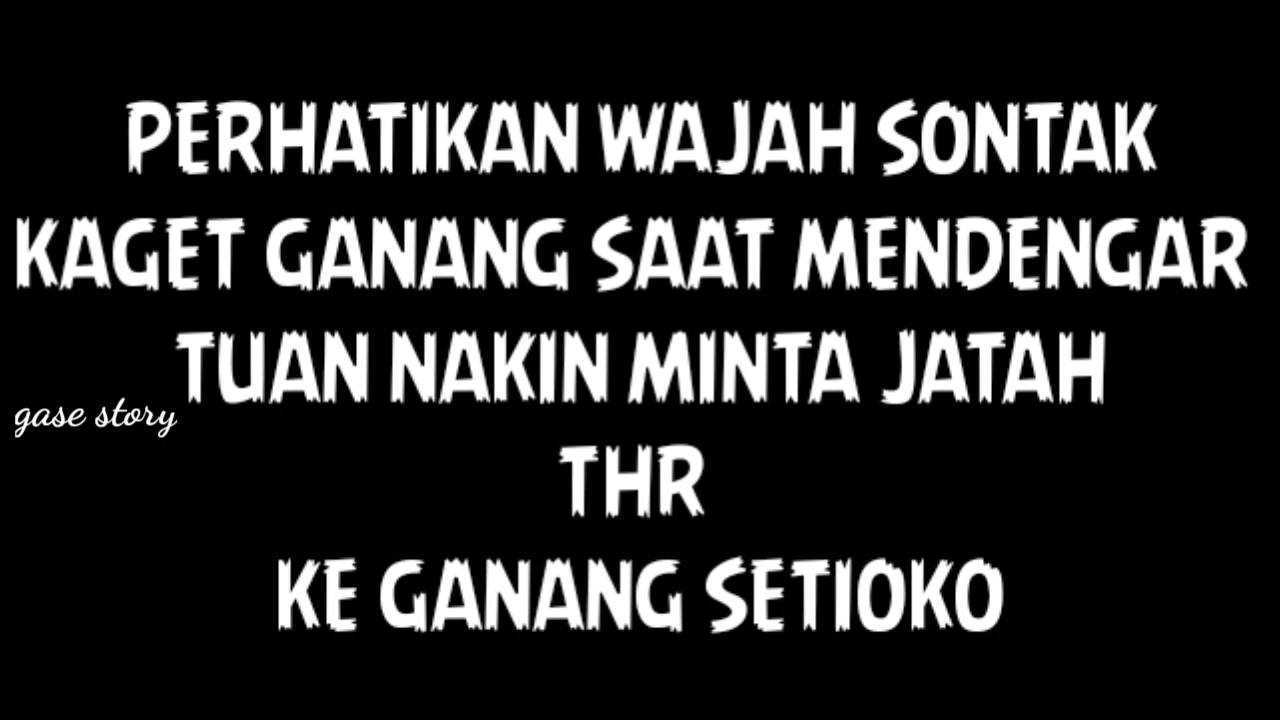 PERHATIKAN WAJAH SONTAK
KAGET GANANG SAAT MENDENGAR
TUAN NAKIN MINTA JATAH
gase story
THR
KE GANANG SETIOKO